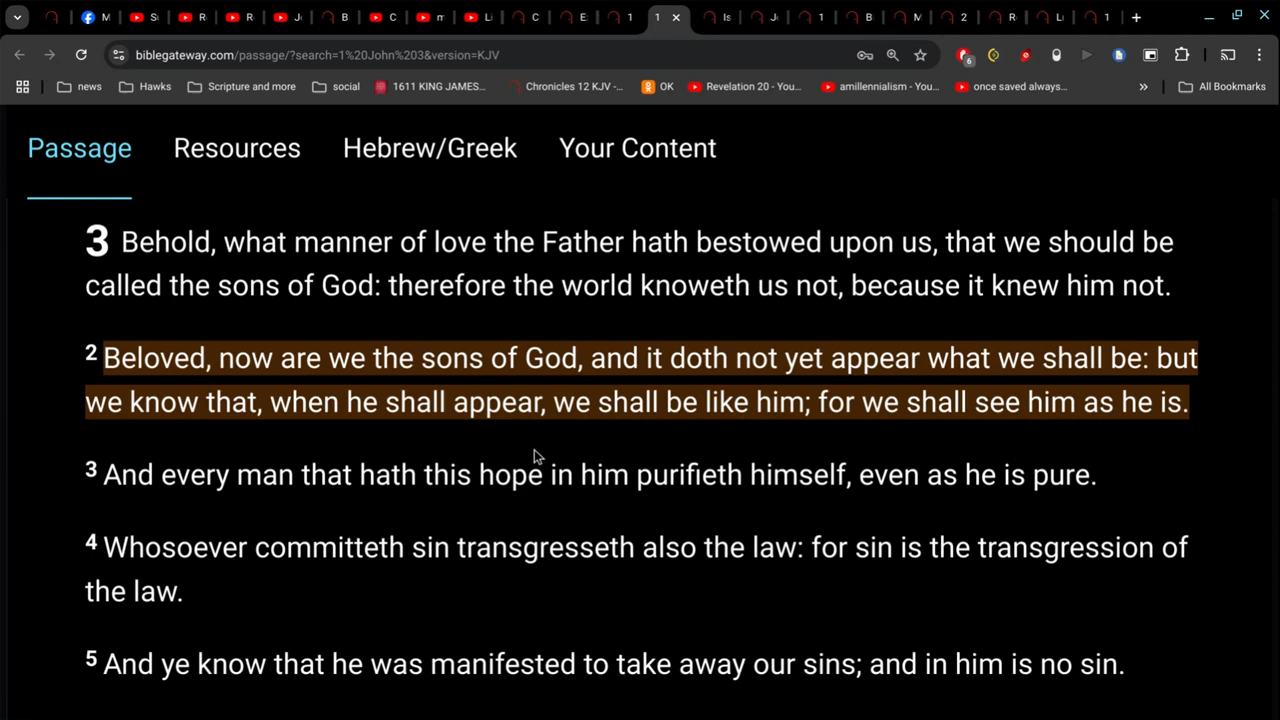 M
S
R
R
J
B
C
m
L
C
E
1
1
Is
J
1
B
M
2
R
L
1
biblegateway.com/passage/?search=1%20John%203&version=KJV
6
news
Hawks
Scripture and more
social
1611 KING JAMES...
Chronicles 12 KJV -...
OK
Revelation 20 - You...
amillennialism - You...
once saved always...
»
All Bookmarks
Passage
Resources
Hebrew/Greek
Your Content
3 Behold, what manner of love the Father hath bestowed upon us, that we should be
called the sons of God: therefore the world knoweth us not, because it knew him not.
2 Beloved, now are we the sons of God, and it doth not yet appear what we shall be: but
we know that, when he shall appear, we shall be like him; for we shall see him as he is.
3 And every man that hath this hope in him purifieth himself, even as he is pure.
4 Whosoever committeth sin transgresseth also the law: for sin is the transgression of
the law.
5 And ye know that he was manifested to take away our sins; and in him is no sin.